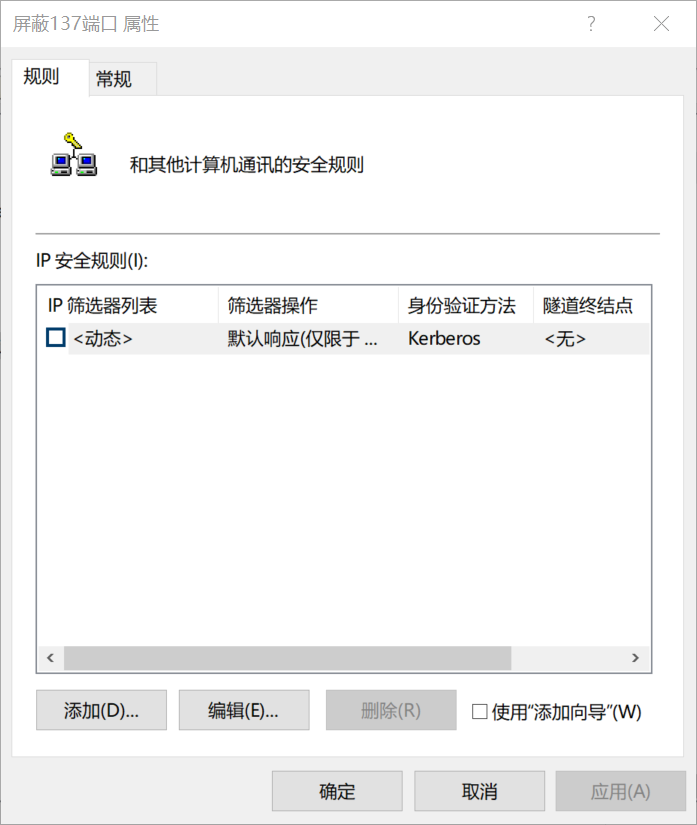 屏蔽137端口 属性
规则 常规
和其他计算机通讯的安全规则
IP 安全规则(I):
IP 筛选器列表 筛选器操作 身份验证方法 隧道终结点
<动态> 默认响应(仅限于 ... Kerberos <无>
添加(D)... 编辑(E)... 删除(R) 使用“添加向导”(W)
确定 取消 应用(A)